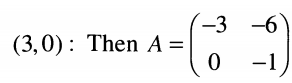 (3,0): Then A = ( -3 -6
0 -1 )